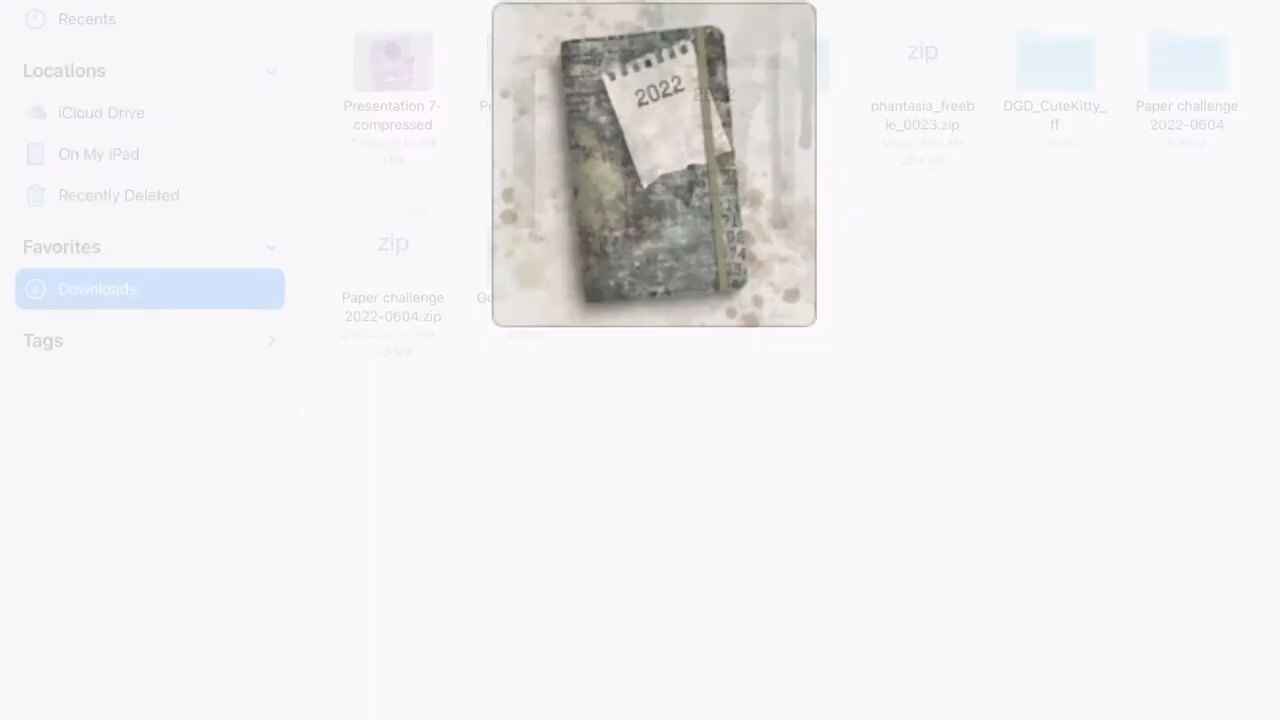 Recents
Locations
iCloud Drive
On My iPad
Recently Deleted
Favorites
Downloads
Tags
Presentation 7-
compressed
zip
phantasia_freeb
ie_0023.zip
DGD_CuteKitty_
ff
Paper challenge
2022-0604
zip
Paper challenge
2022-0604.zip
2022
2022